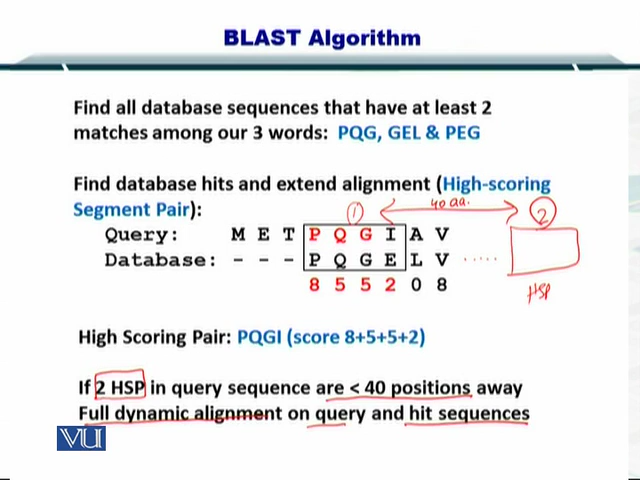 BLAST Algorithm
Find all database sequences that have at least 2
matches among our 3 words: PQG, GEL & PEG
Find database hits and extend alignment (High-scoring
Segment Pair):
1 40 aa. 2
Query: M E T P Q G I A V
Database: - - - P Q G E L V .....
8 5 5 2 0 8
HSP
High Scoring Pair: PQGI (score 8+5+5+2)
If 2 HSP in query sequence are < 40 positions away
Full dynamic alignment on query and hit sequences
VU